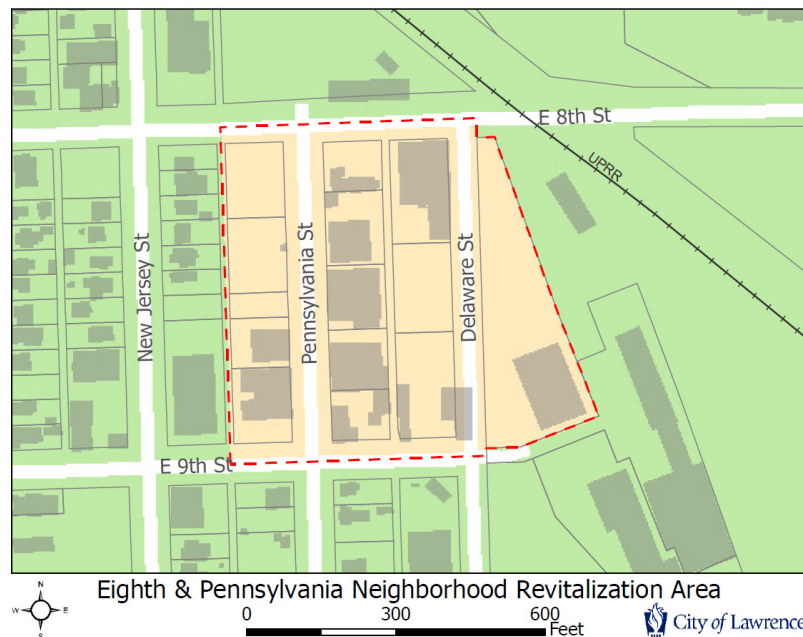 E 8th St
UPRR
New Jersey St
Pennsylvania St
Delaware St
E 9th St
N
W E
S
Eighth & Pennsylvania Neighborhood Revitalization Area
0 300 600
Feet
City of Lawrence